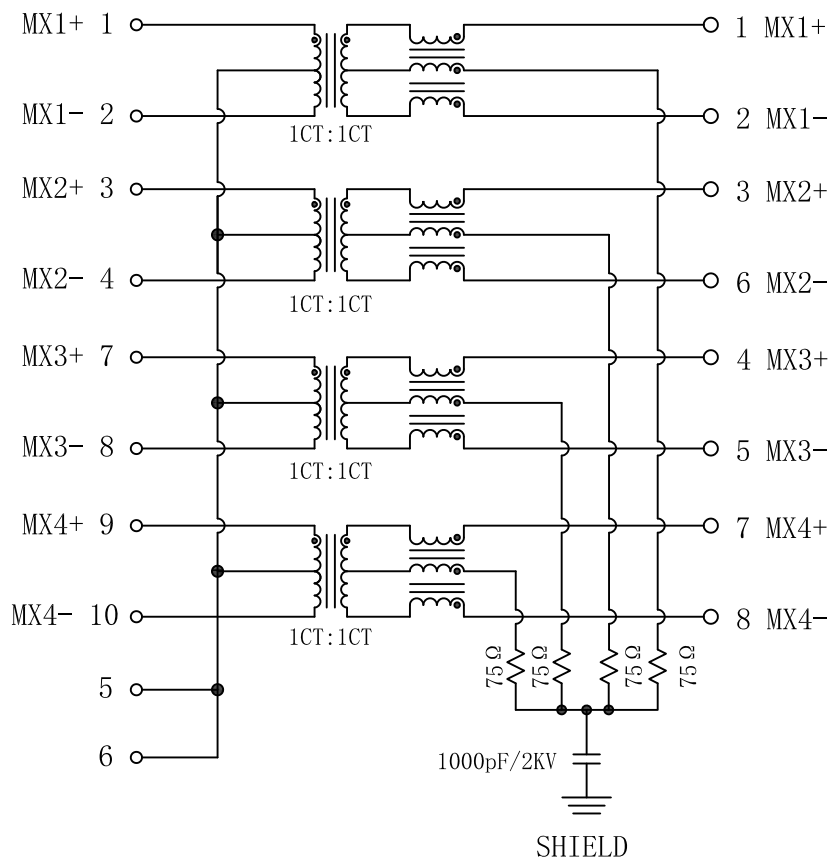 MX1+ 1
1 MX1+
MX1- 2
2 MX1-
1CT:1CT
MX2+ 3
3 MX2+
MX2- 4
6 MX2-
1CT:1CT
MX3+ 7
4 MX3+
MX3- 8
5 MX3-
1CT:1CT
MX4+ 9
7 MX4+
MX4- 10
8 MX4-
1CT:1CT
75Ω
75Ω
75Ω
75Ω
5
6
1000pF/2KV
SHIELD